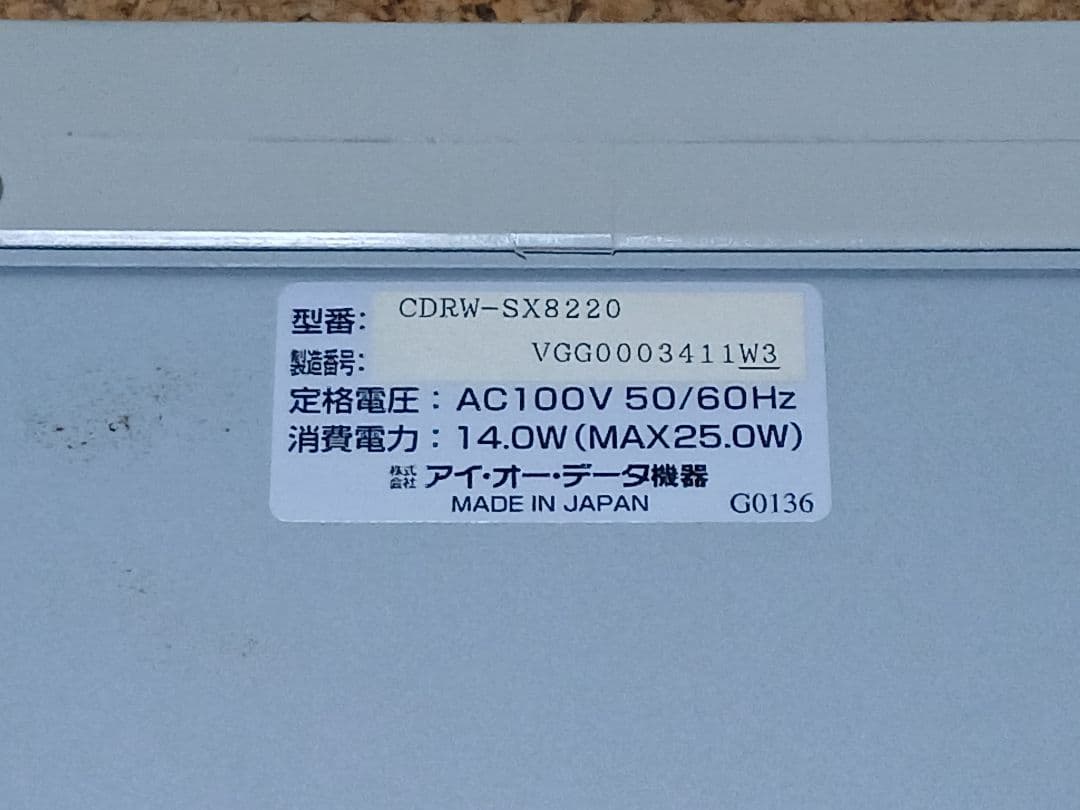 型番: CDRW-SX8220
製造番号: VGG0003411W3
定格電圧：AC100V 50/60Hz
消費電力：14.0W(MAX25.0W)
株式会社 アイ・オー・データ機器
MADE IN JAPAN G0136